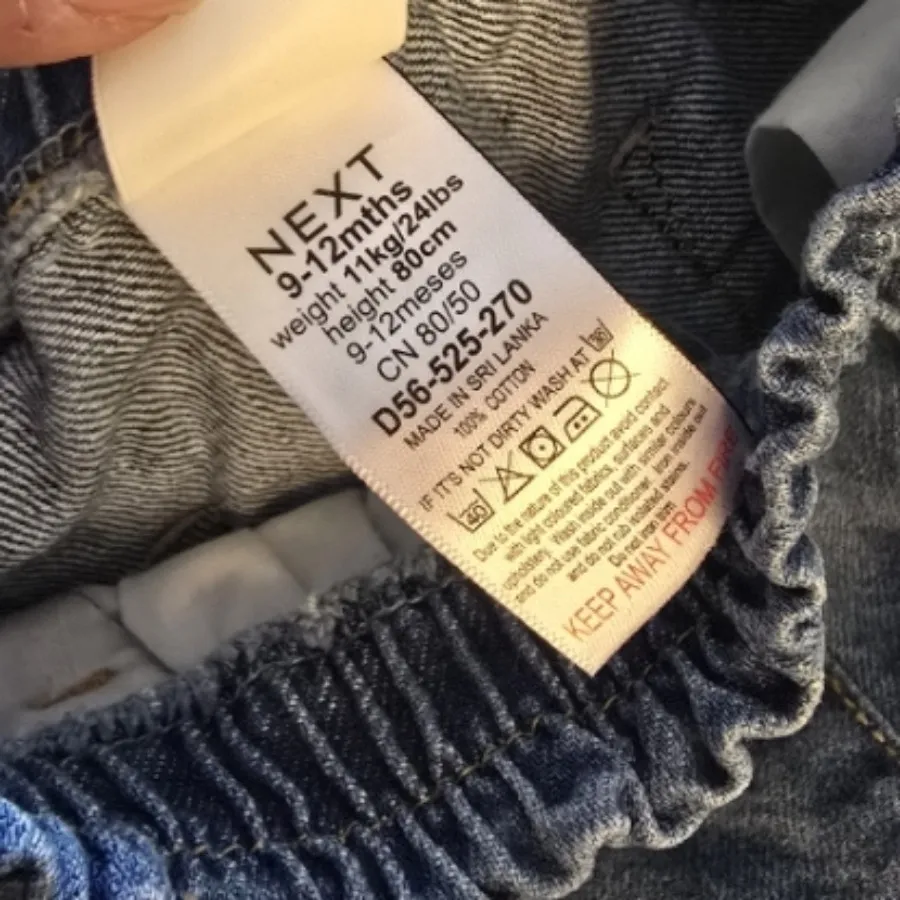 NEXT
9-12mths
weight 11kg/24lbs
height 80cm
9-12meses
CN 80/50
D56-525-270
MADE IN SRI LANKA
100% COTTON
IF IT'S NOT DIRTY WASH AT 30
40
Due to the nature of this product avoid contact
with light coloured fabrics, surfaces and
upholstery. Wash inside out with similar colours
and do not use fabric conditioner. Iron inside out
and do not rub isolated stains.
Do not iron trim.
KEEP AWAY FROM FIRE